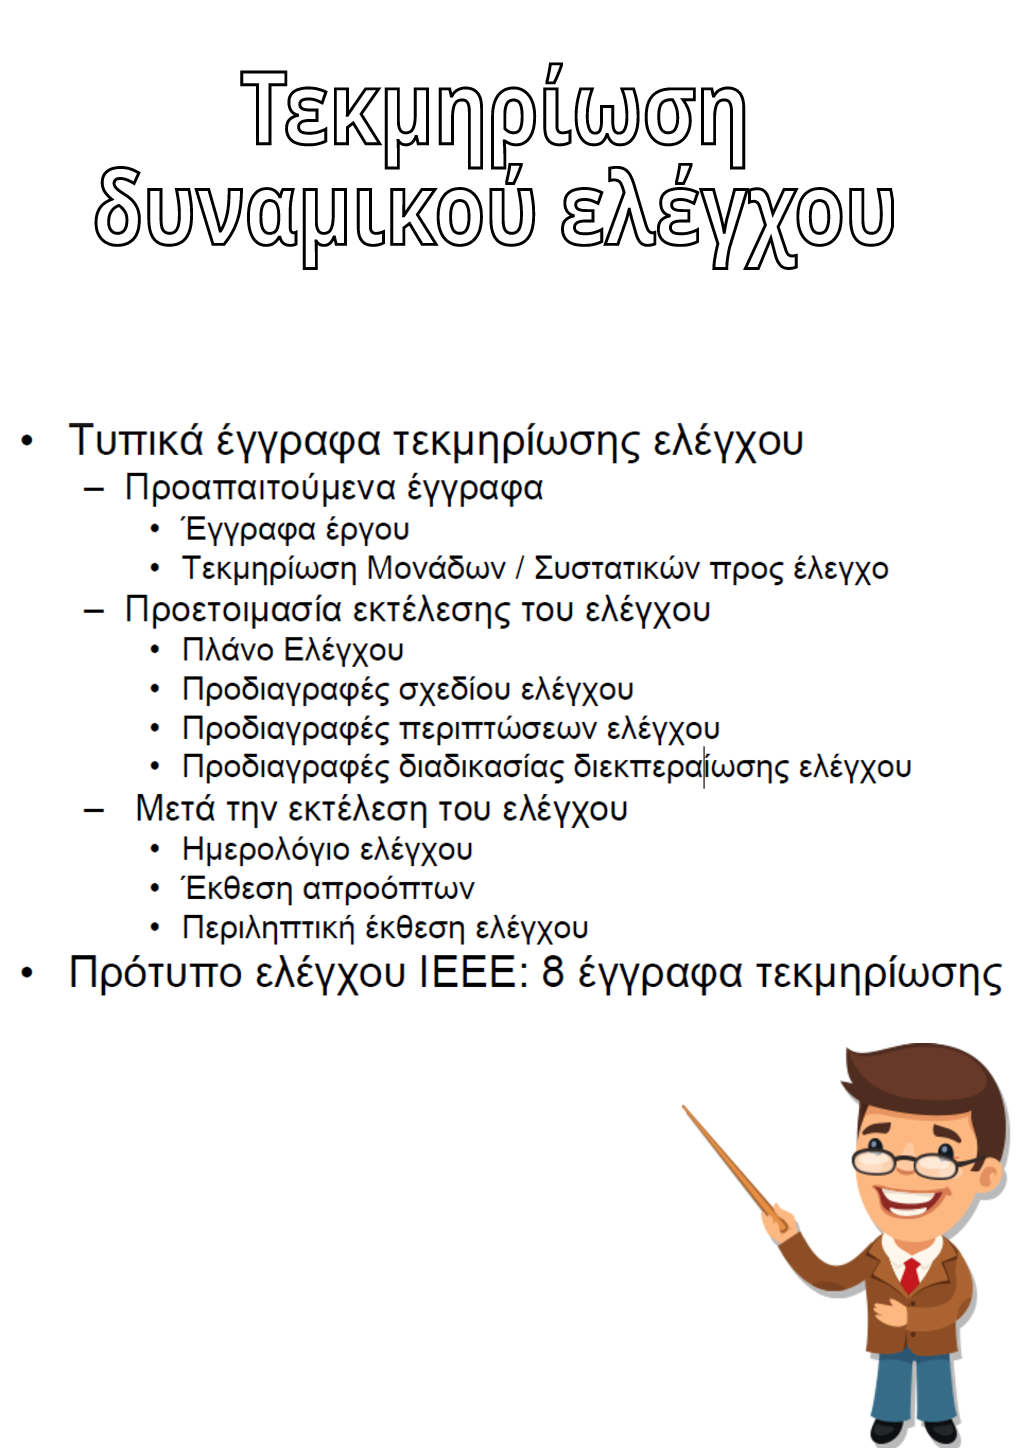 Τεκμηρίωση
δυναμικού ελέγχου
• Τυπικά έγγραφα τεκμηρίωσης ελέγχου
– Προαπαιτούμενα έγγραφα
• Έγγραφα έργου
• Τεκμηρίωση Μονάδων / Συστατικών προς έλεγχο
– Προετοιμασία εκτέλεσης του ελέγχου
• Πλάνο Ελέγχου
• Προδιαγραφές σχεδίου ελέγχου
• Προδιαγραφές περιπτώσεων ελέγχου
• Προδιαγραφές διαδικασίας διεκπεραίωσης ελέγχου
– Μετά την εκτέλεση του ελέγχου
• Ημερολόγιο ελέγχου
• Έκθεση απροόπτων
• Περιληπτική έκθεση ελέγχου
• Πρότυπο ελέγχου IEEE: 8 έγγραφα τεκμηρίωσης